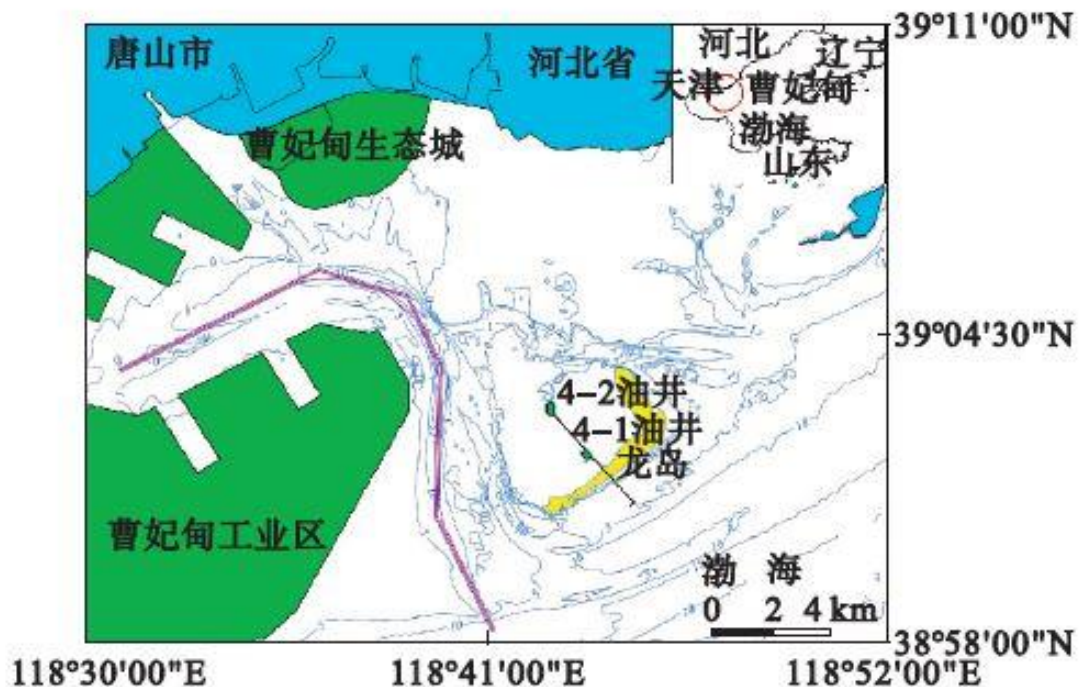 39°11'00"N
唐山市
河北省
河北
辽宁
天津
曹妃甸
渤海
山东
曹妃甸生态城
39°04'30"N
4-2油井
4-1油井
龙岛
曹妃甸工业区
渤 海
0 2 4 km
38°58'00"N
118°30'00"E 118°41'00"E 118°52'00"E